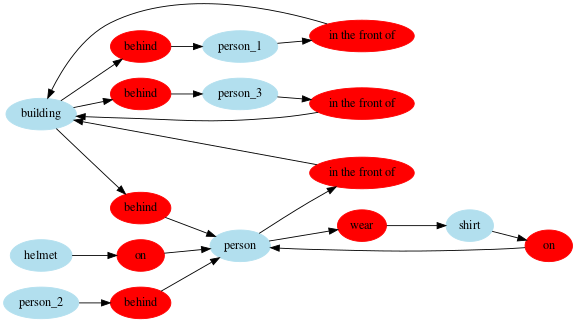 behind
person_1
in the front of
behind
person_3
in the front of
building
in the front of
behind
wear
shirt
person
on
helmet
on
person_2
behind